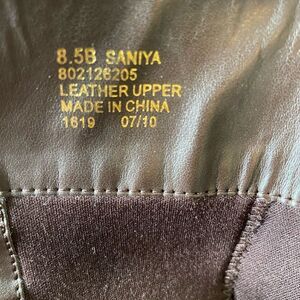 8.5B SANIYA
802126205
LEATHER UPPER
MADE IN CHINA
1619 07/10